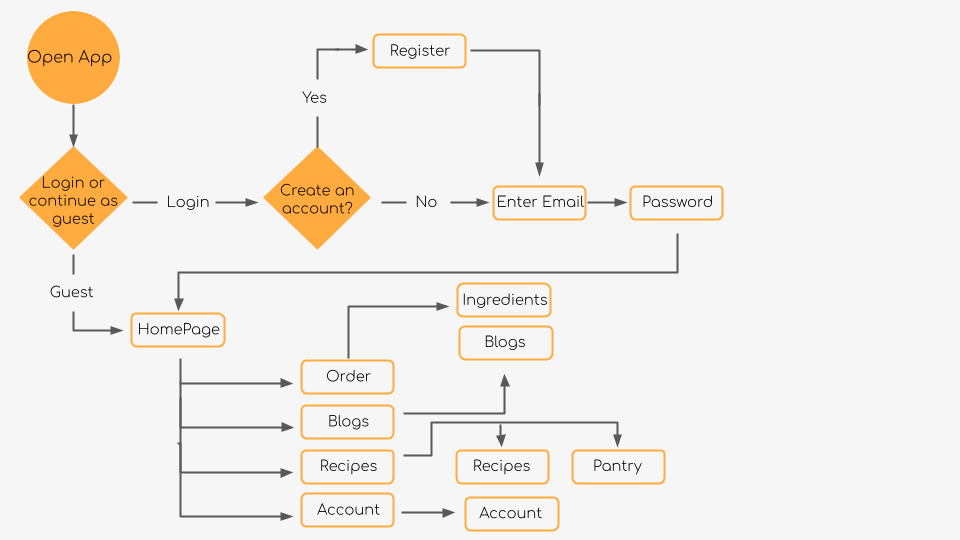 Open App
Register
Yes
Login or
continue as
guest
Login
Create an
account?
No
Enter Email
Password
Guest
HomePage
Ingredients
Blogs
Order
Blogs
Recipes
Recipes
Pantry
Account
Account